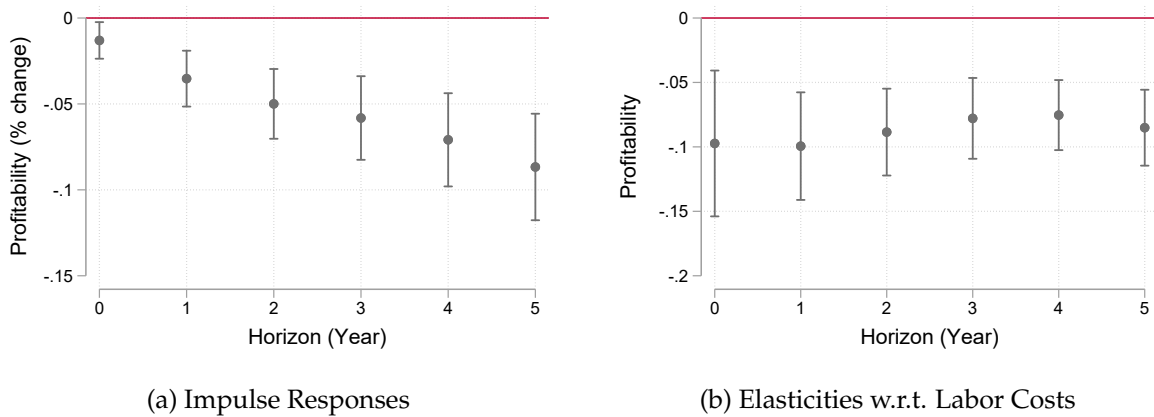 0
-.05
-.1
-.15
Profitability (% change)
0 1 2 3 4 5
Horizon (Year)
(a) Impulse Responses
0
-.05
-.1
-.15
-.2
Profitability
0 1 2 3 4 5
Horizon (Year)
(b) Elasticities w.r.t. Labor Costs